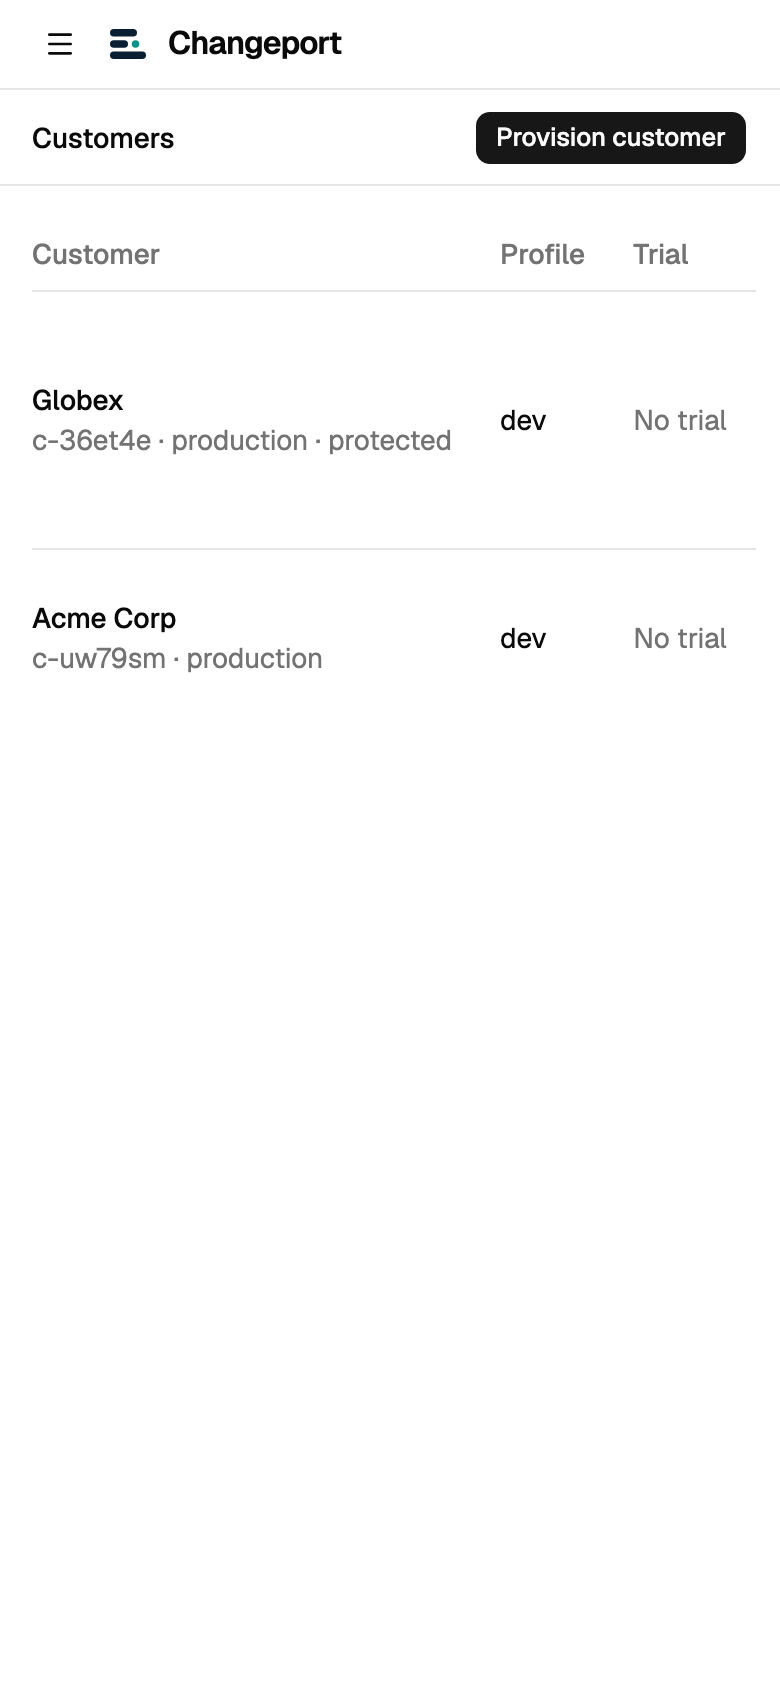 Changeport
Customers
Provision customer
Customer Profile Trial
Globex
c-36et4e · production · protected
dev
No trial
Acme Corp
c-uw79sm · production
dev
No trial